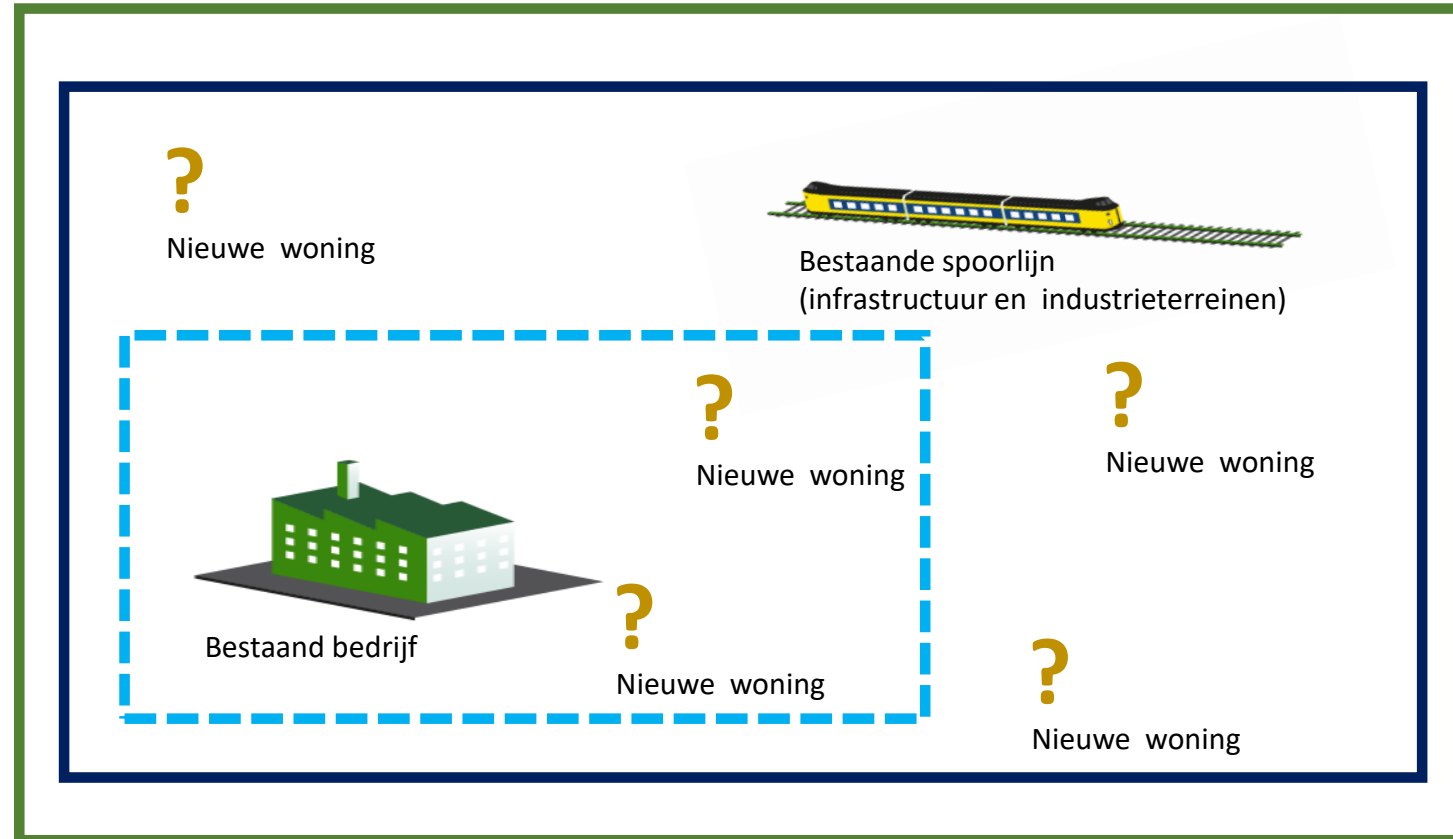 ?
Nieuwe woning
Bestaande spoorlijn
(infrastructuur en industrieterreinen)
?
Nieuwe woning
?
Nieuwe woning
Bestaand bedrijf
?
Nieuwe woning
?
Nieuwe woning